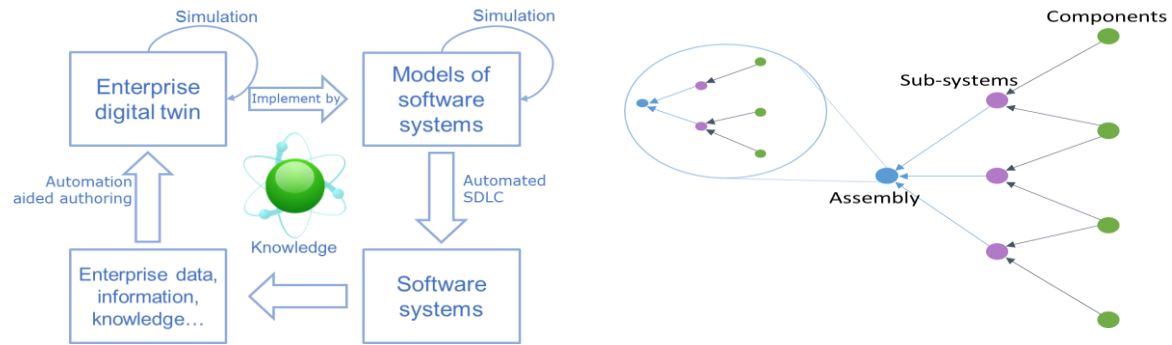 Simulation
Simulation
Enterprise
digital twin
Implement by
Models of
software
systems
Automation
aided authoring
Automated
SDLC
Knowledge
Enterprise data,
information,
knowledge…
Software
systems
Components
Sub-systems
Assembly